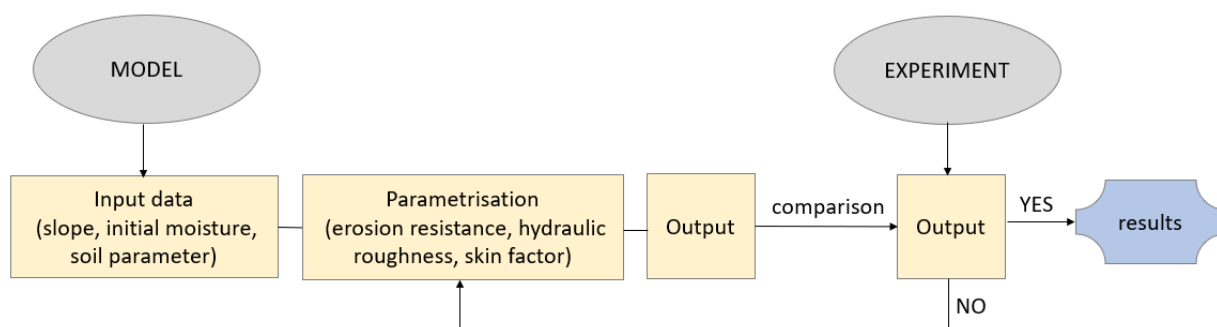 MODEL
EXPERIMENT
Input data
(slope, initial moisture,
soil parameter)
Parametrisation
(erosion resistance, hydraulic
roughness, skin factor)
Output
comparison
Output
YES
results
NO